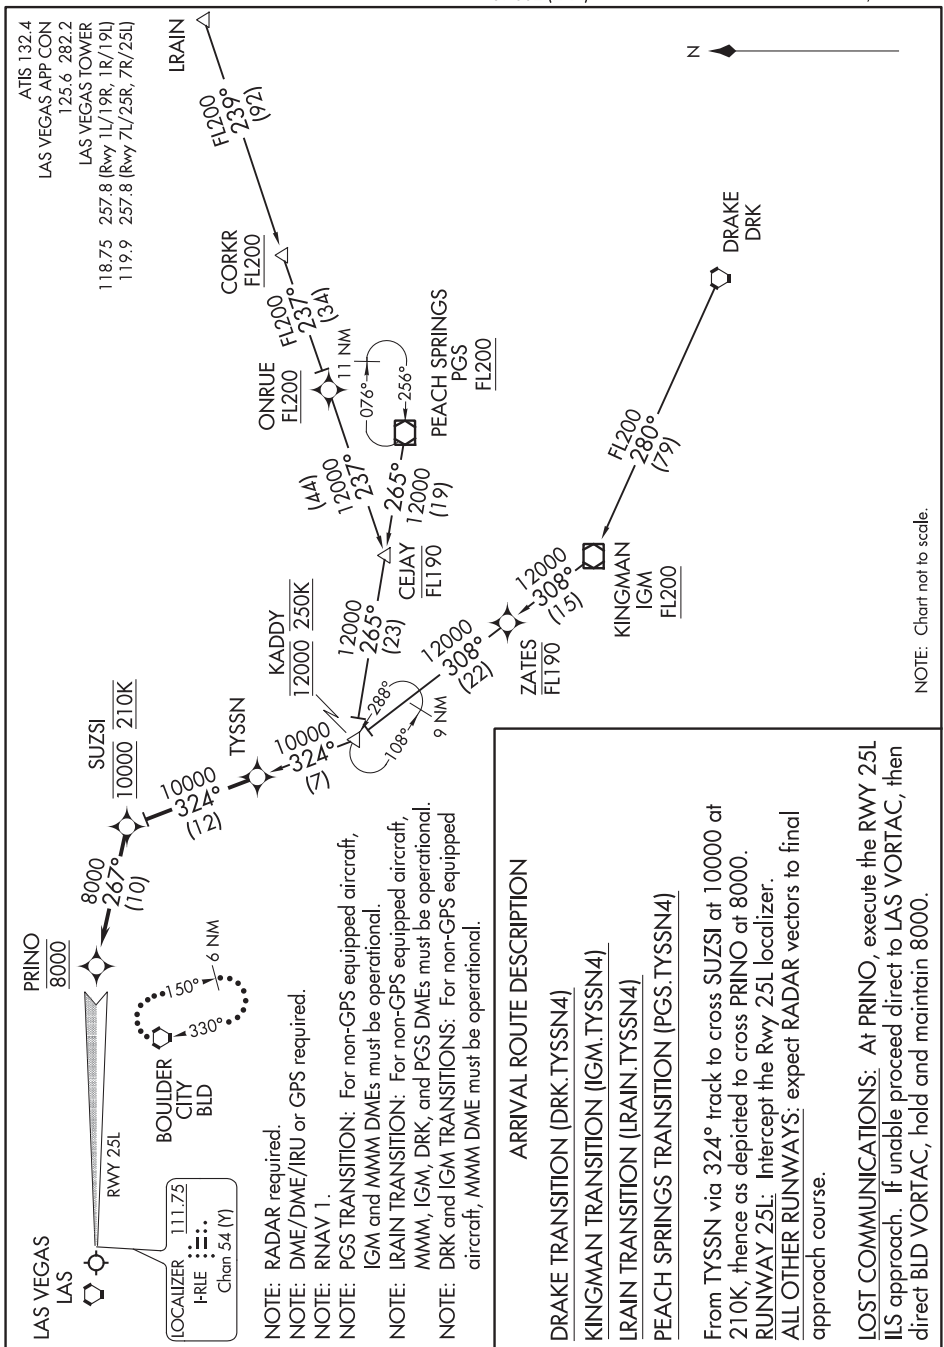 ATIS 132.4
LAS VEGAS APP CON
125.6 282.2
LAS VEGAS TOWER
118.75 257.8 (Rwy 1L/19R, 1R/19L)
119.9 257.8 (Rwy 7L/25R, 7R/25L)
N
LRAIN
FL200
239°
(92)
CORKR
FL200
FL200
237°
(34)
ONRUE
FL200
(44)
12000
237°
11 NM
076°
256°
PEACH SPRINGS
PGS
FL200
265°
12000
(19)
CEJAY
FL190
12000
265°
(23)
DRAKE
DRK
FL200
280°
(79)
KINGMAN
IGM
FL200
12000
308°
(15)
ZATES
FL190
12000
308°
(22)
KADDY
12000 250K
288°
108°
9 NM
10000
324°
(7)
TYSSN
10000
324°
(12)
SUZSI
10000 210K
8000
267°
(10)
PRINO
8000
150°
6 NM
330°
BOULDER
CITY
BLD
RWY 25L
LAS VEGAS
LAS
LOCALIZER 111.75
I-RLE
Chan 54 (Y)
NOTE: RADAR required.
NOTE: DME/DME/IRU or GPS required.
NOTE: RNAV 1.
NOTE: PGS TRANSITION: For non-GPS equipped aircraft,
IGM and MMM DMEs must be operational.
NOTE: LRAIN TRANSITION: For non-GPS equipped aircraft,
MMM, IGM, DRK, and PGS DMEs must be operational.
NOTE: DRK and IGM TRANSITIONS: For non-GPS equipped
aircraft, MMM DME must be operational.
NOTE: Chart not to scale.
ARRIVAL ROUTE DESCRIPTION
DRAKE TRANSITION (DRK.TYSSN4)
KINGMAN TRANSITION (IGM.TYSSN4)
LRAIN TRANSITION (LRAIN.TYSSN4)
PEACH SPRINGS TRANSITION (PGS.TYSSN4)
From TYSSN via 324° track to cross SUZSI at 10000 at
210K, thence as depicted to cross PRINO at 8000.
RUNWAY 25L: Intercept the Rwy 25L localizer.
ALL OTHER RUNWAYS: expect RADAR vectors to final
approach course.
LOST COMMUNICATIONS: At PRINO, execute the RWY 25L
ILS approach. If unable proceed direct to LAS VORTAC, then
direct BLD VORTAC, hold and maintain 8000.